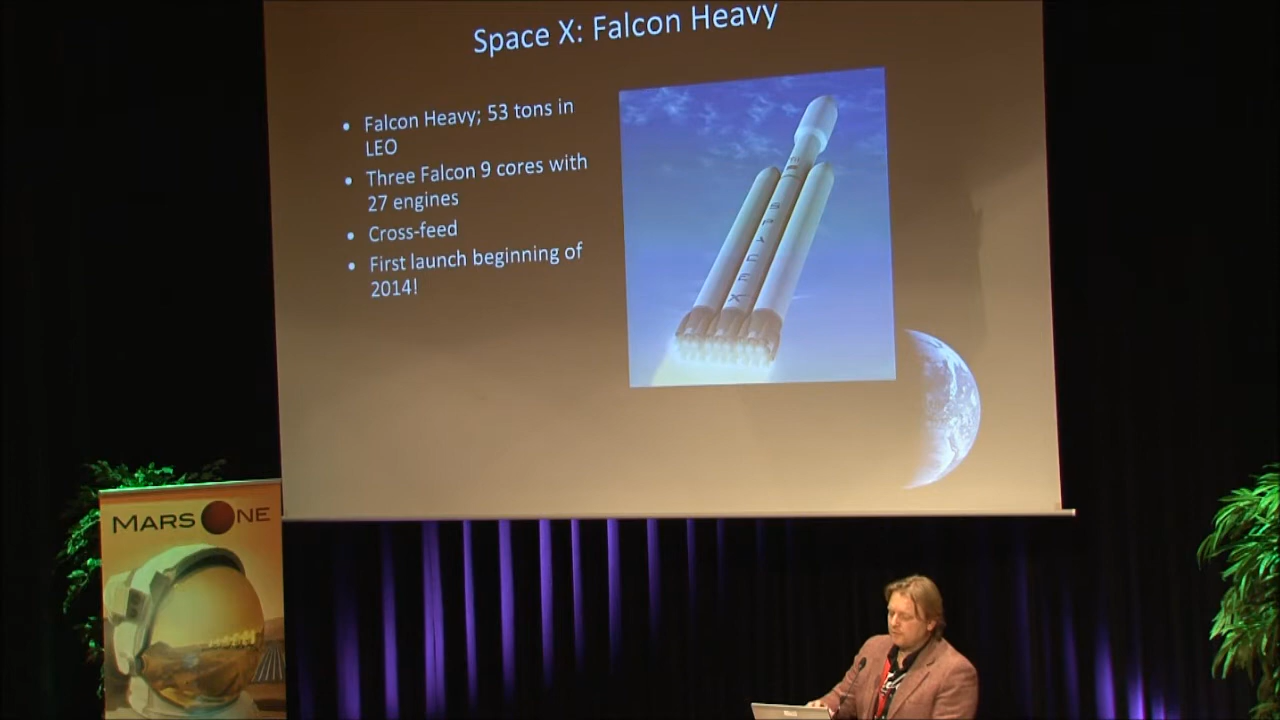 Space X: Falcon Heavy
• Falcon Heavy; 53 tons in
LEO
• Three Falcon 9 cores with
27 engines
• Cross-feed
• First launch beginning of
2014!
SPACEX
MARS ONE